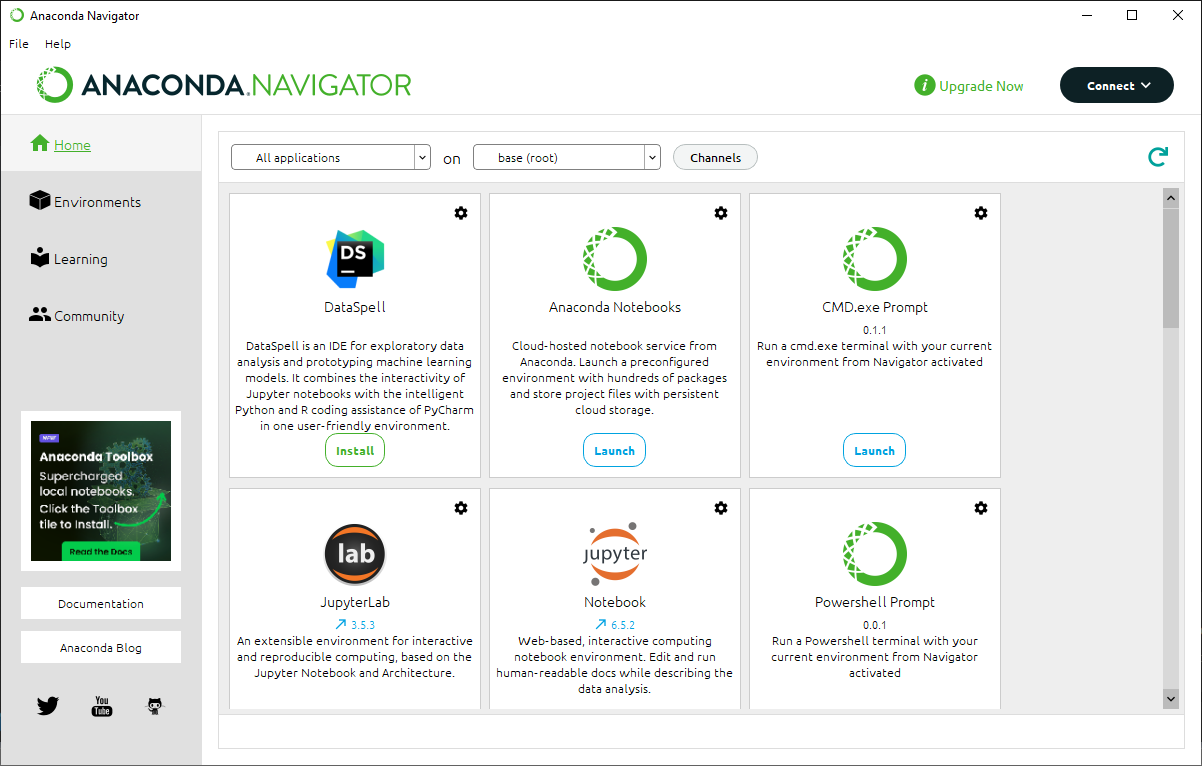 Anaconda Navigator
File Help
ANACONDA.NAVIGATOR
i Upgrade Now
Connect
Home
Environments
Learning
Community
NEW
Anaconda Toolbox
Supercharged
local notebooks.
Click the Toolbox
tile to Install.
Read the Docs
Documentation
Anaconda Blog
You
Tube
All applications on base (root) Channels
DS
DataSpell
DataSpell is an IDE for exploratory data
analysis and prototyping machine learning
models. It combines the interactivity of
Jupyter notebooks with the intelligent
Python and R coding assistance of PyCharm
in one user-friendly environment.
Install
Anaconda Notebooks
Cloud-hosted notebook service from
Anaconda. Launch a preconfigured
environment with hundreds of packages
and store project files with persistent
cloud storage.
Launch
CMD.exe Prompt
0.1.1
Run a cmd.exe terminal with your current
environment from Navigator activated
Launch
lab
JupyterLab
3.5.3
An extensible environment for interactive
and reproducible computing, based on the
Jupyter Notebook and Architecture.
jupyter
Notebook
6.5.2
Web-based, interactive computing
notebook environment. Edit and run
human-readable docs while describing the
data analysis.
Powershell Prompt
0.0.1
Run a Powershell terminal with your
current environment from Navigator
activated